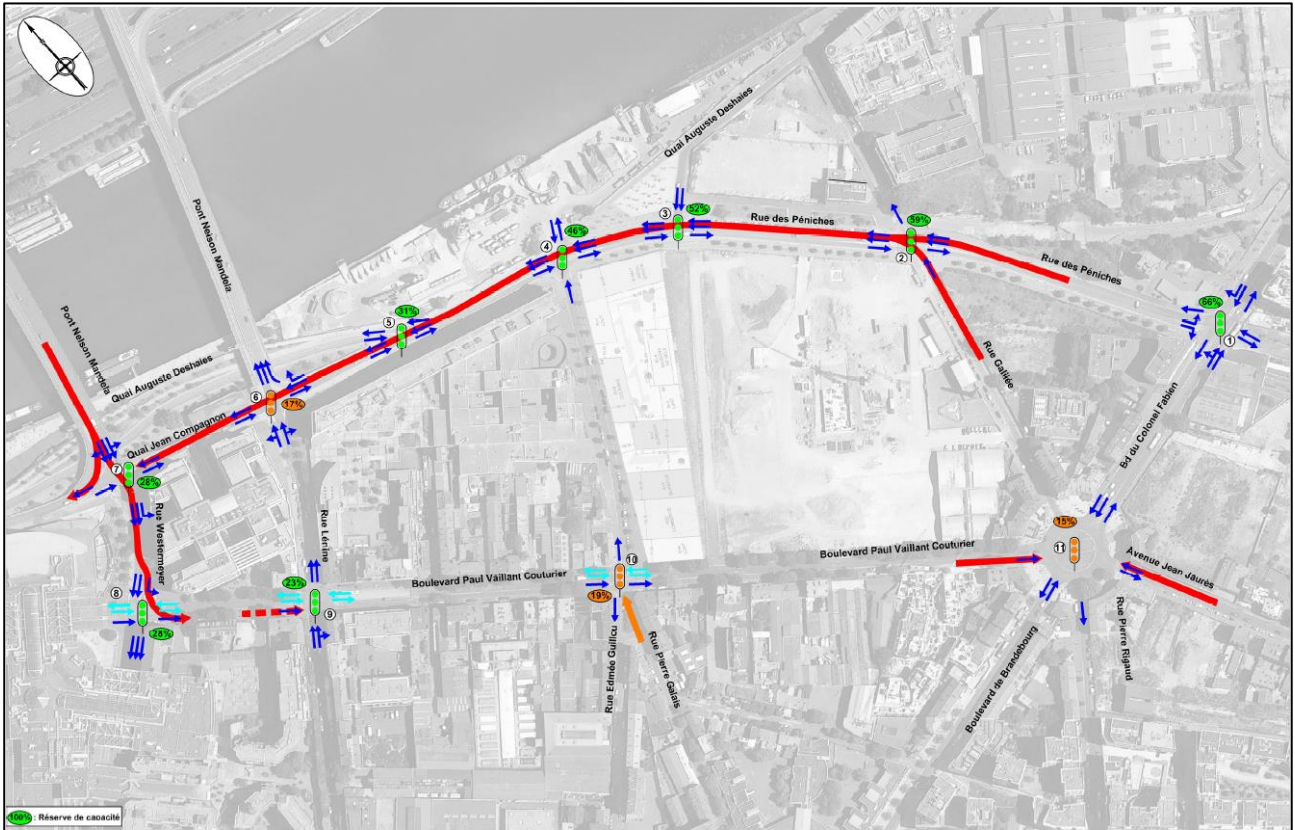 Quai Auguste Deshaies
Pont Nelson Mandela
3
52%
Rue des Péniches
59%
2
4
46%
Rue des Péniches
66%
1
Pont Nelson Mandela
Quai Auguste Deshaies
5
31%
Rue Galilée
6
17%
Quai Jean Compagnon
Bd du Colonel Fabien
7
28%
Rue Westermeyer
Rue Lénine
15%
11
Boulevard Paul Vaillant Couturier
10
Boulevard Paul Vaillant Couturier
Avenue Jean Jaurès
23%
8
9
19%
28%
Rue Edmée Guillou
Rue Pierre Galais
Boulevard de Brandebourg
Rue Pierre Rigaud
100% : Réserve de capacité